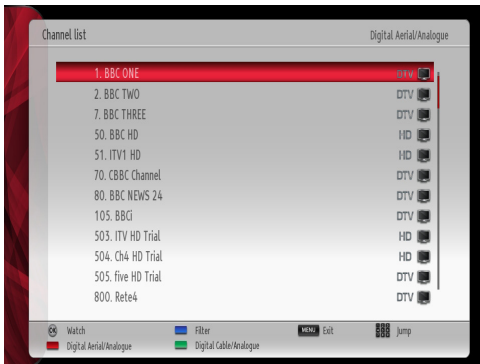 Channel list Digital Aerial/Analogue
1. BBC ONE DTV
2. BBC TWO DTV
7. BBC THREE DTV
50. BBC HD HD
51. ITV1 HD HD
70. CBBC Channel DTV
80. BBC NEWS 24 DTV
105. BBCi DTV
503. ITV HD Trial HD
504. Ch4 HD Trial HD
505. five HD Trial DTV
800. Rete4 DTV
OK Watch Filter MENU Exit Jump
Digital Aerial/Analogue Digital Cable/Analogue